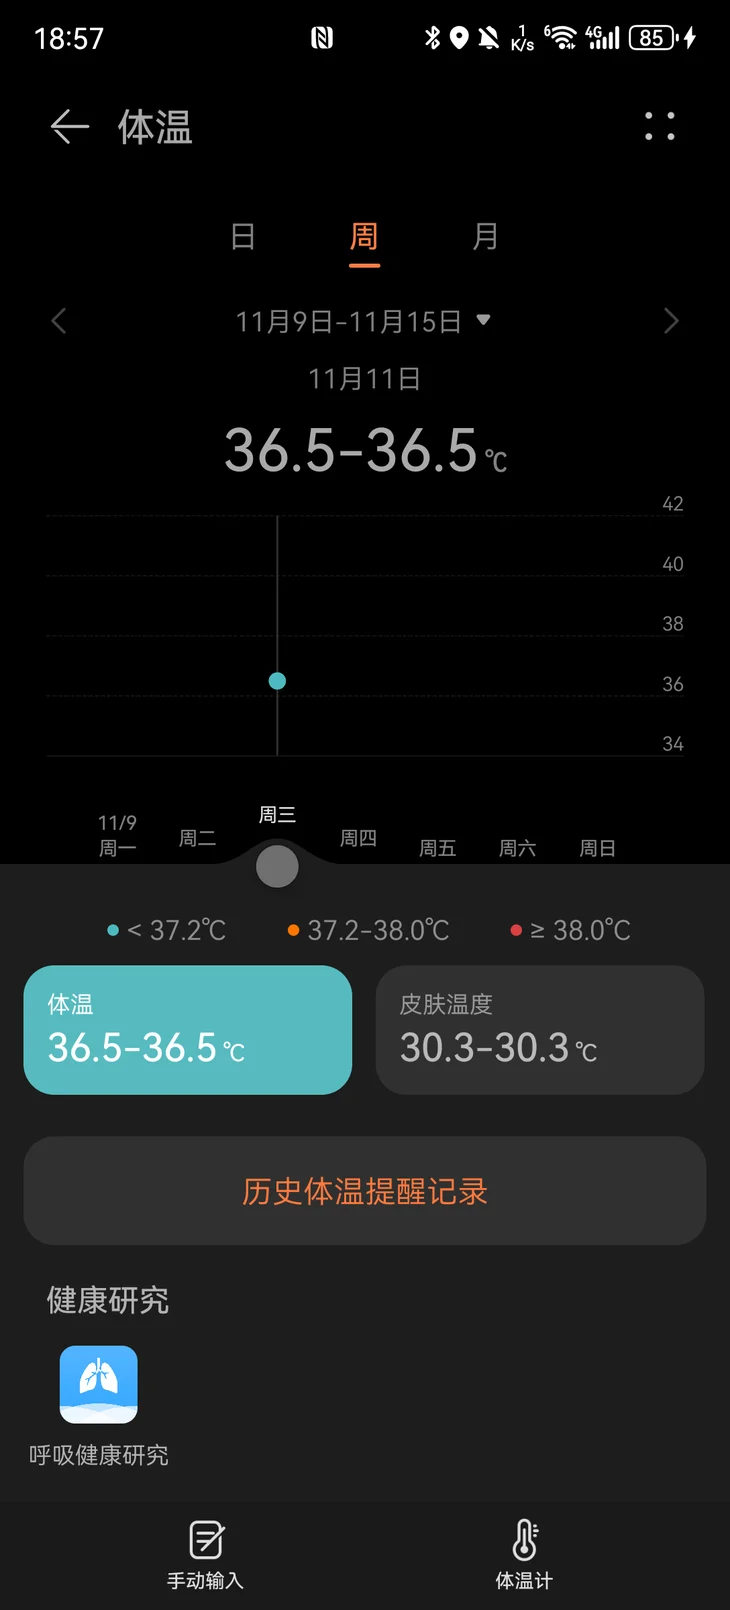 18:57
1 K/s
6
4G
85
体温
日 周 月
11月9日-11月15日
11月11日
36.5-36.5℃
42
40
38
36
34
11/9 周一 周二 周三 周四 周五 周六 周日
< 37.2℃ 37.2-38.0℃ ≥ 38.0℃
体温
36.5-36.5℃
皮肤温度
30.3-30.3℃
历史体温提醒记录
健康研究
呼吸健康研究
手动输入 体温计